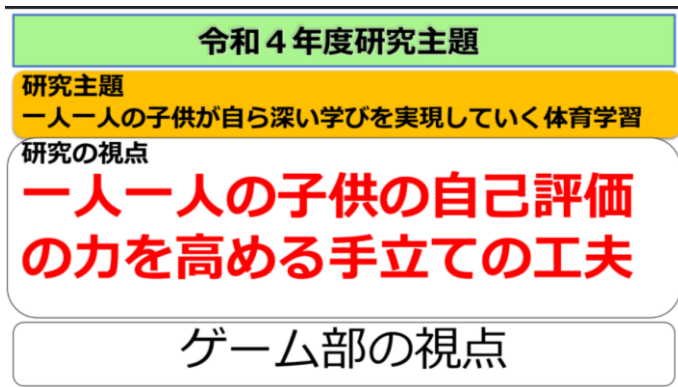 令和４年度研究主題
研究主題
一人一人の子供が自ら深い学びを実現していく体育学習
研究の視点
一人一人の子供の自己評価
の力を高める手立ての工夫
ゲーム部の視点